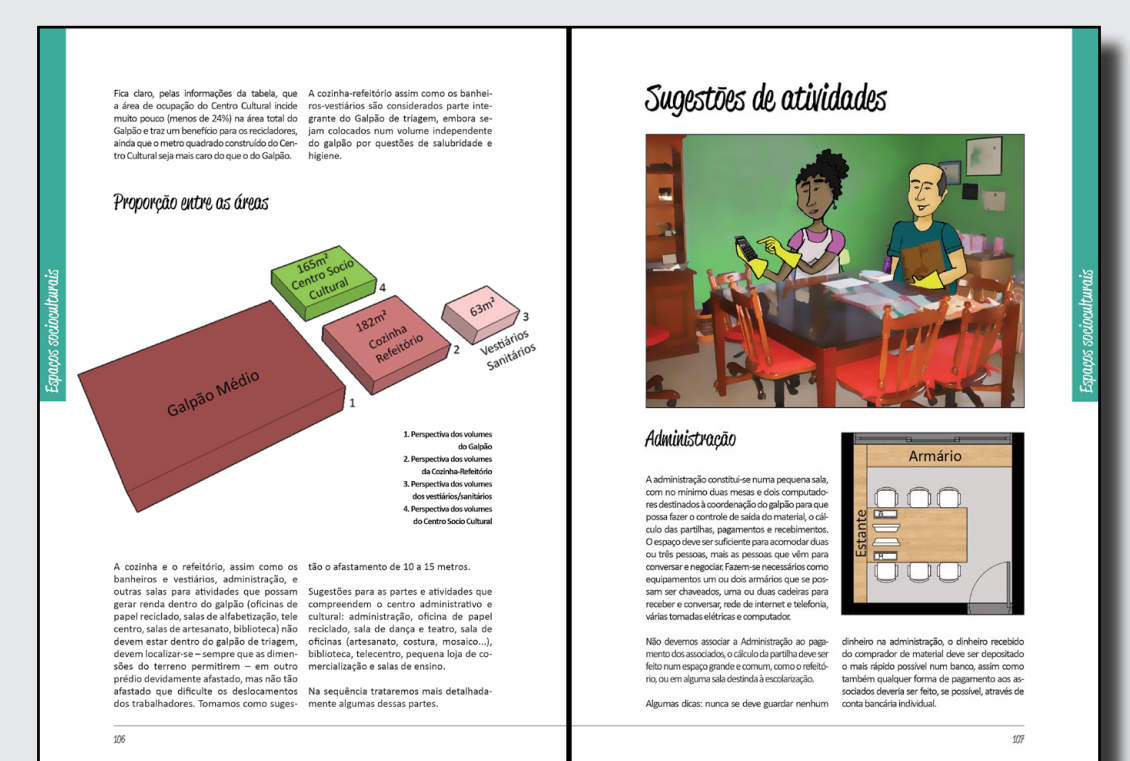 Espaços socioculturais
Fica claro, pelas informações da tabela, que
a área de ocupação do Centro Cultural incide
muito pouco (menos de 24%) na área total do
Galpão e traz um benefício para os recicladores,
ainda que o metro quadrado construído do Cen-
tro Cultural seja mais caro do que o do Galpão.
A cozinha-refeitório assim como os banhei-
ros-vestiários são considerados parte inte-
grante do Galpão de triagem, embora se-
jam colocados num volume independente
do galpão por questões de salubridade e
higiene.
Proporção entre as áreas
165m²
Centro Socio
Cultural
4
182m²
Cozinha
Refeitório
2
63m²
3
Vestiários
Sanitários
Galpão Médio
1
1. Perspectiva dos volumes
do Galpão
2. Perspectiva dos volumes
da Cozinha-Refeitório
3. Perspectiva dos volumes
dos vestiários/sanitários
4. Perspectiva dos volumes
do Centro Socio Cultural
A cozinha e o refeitório, assim como os
banheiros e vestiários, administração, e
outras salas para atividades que possam
gerar renda dentro do galpão (oficinas de
papel reciclado, salas de alfabetização, tele
centro, salas de artesanato, biblioteca) não
devem estar dentro do galpão de triagem,
devem localizar-se – sempre que as dimen-
sões do terreno permitirem – em outro
prédio devidamente afastado, mas não tão
afastado que dificulte os deslocamentos
dos trabalhadores. Tomamos como suges-
tão o afastamento de 10 a 15 metros.
Sugestões para as partes e atividades que
compreendem o centro administrativo e
cultural: administração, oficina de papel
reciclado, sala de dança e teatro, sala de
oficinas (artesanato, costura, mosaico...),
biblioteca, telecentro, pequena loja de co-
mercialização e salas de ensino.
Na sequência trataremos mais detalhada-
mente algumas dessas partes.
106
Sugestões de atividades
Administração
A administração constitui-se numa pequena sala,
com no mínimo duas mesas e dois computado-
res destinados à coordenação do galpão para que
possa fazer o controle de saída do material, o cál-
culo das partilhas, pagamentos e recebimentos.
O espaço deve ser suficiente para acomodar duas
ou três pessoas, mais as pessoas que vêm para
conversar e negociar. Fazem-se necessários como
equipamentos um ou dois armários que se pos-
sam ser chaveados, uma ou duas cadeiras para
receber e conversar, rede de internet e telefonia,
várias tomadas elétricas e computador.
Não devemos associar a Administração ao paga-
mento dos associados, o cálculo da partilha deve ser
feito num espaço grande e comum, como o refeitó-
rio, ou em alguma sala destinda à escolarização.
Algumas dicas: nunca se deve guardar nenhum
Armário
Estante
dinheiro na administração, o dinheiro recebido
do comprador de material deve ser depositado
o mais rápido possível num banco, assim como
também qualquer forma de pagamento aos as-
sociados deveria ser feito, se possível, através de
conta bancária individual.
107
Espaços socioculturais